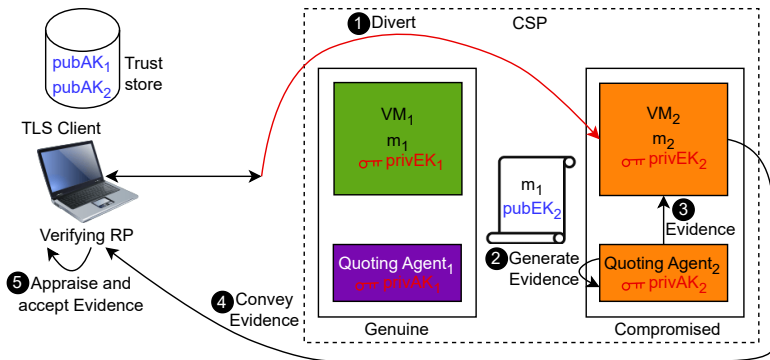 1 Divert
CSP
pubAK1
pubAK2
Trust
store
TLS Client
Verifying RP
5 Appraise and
accept Evidence
4 Convey
Evidence
VM1
m1
privEK1
Quoting Agent1
privAK1
Genuine
m1
pubEK2
2 Generate
Evidence
VM2
m2
privEK2
3
Evidence
Quoting Agent2
privAK2
Compromised